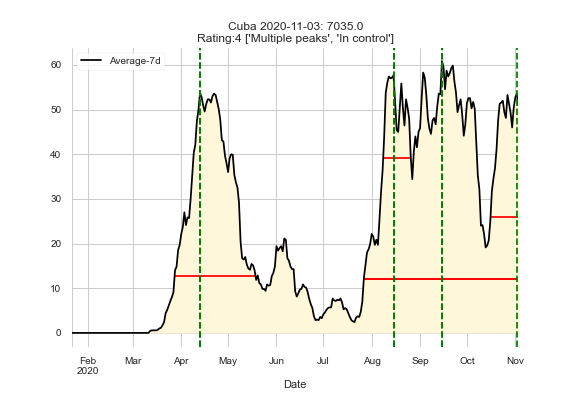 Cuba 2020-11-03: 7035.0
Rating:4 ['Multiple peaks', 'In control']
Average-7d
60
50
40
30
20
10
0
Feb Mar Apr May Jun Jul Aug Sep Oct Nov
2020
Date